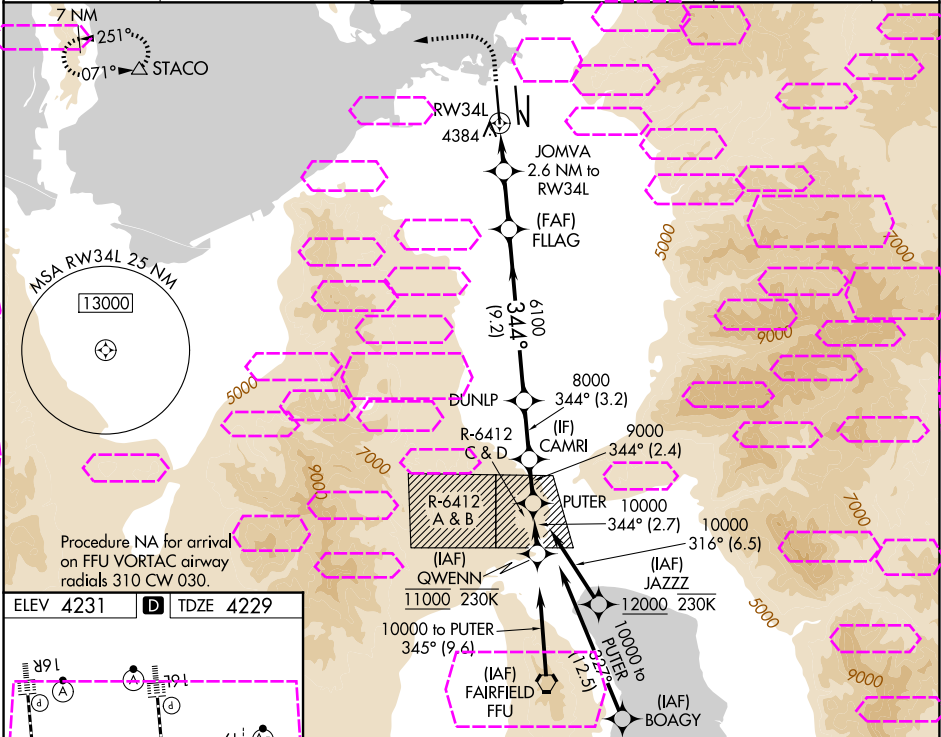 7 NM
251°
071°
STACO
RW34L
4384
JOMVA
2.6 NM to
RW34L
(FAF)
FLLAG
5000
7000
MSA RW34L 25 NM
13000
6100
344°
(9.2)
9000
5000
DUNLP
8000
344° (3.2)
(IF)
CAMRI
R-6412
C & D
9000
344° (2.4)
7000
9000
R-6412
A & B
PUTER
10000
344° (2.7)
10000
316° (6.5)
7000
Procedure NA for arrival
on FFU VORTAC airway
radials 310 CW 030.
(IAF)
QWENN
11000 230K
(IAF)
JAZZZ
12000 230K
5000
ELEV 4231 D TDZE 4229
10000 to PUTER
345° (9.6)
10000 to
PUTER
327°
(12.5)
(IAF)
FAIRFIELD
FFU
(IAF)
BOAGY
9000
16R
16L
V
V
P
P